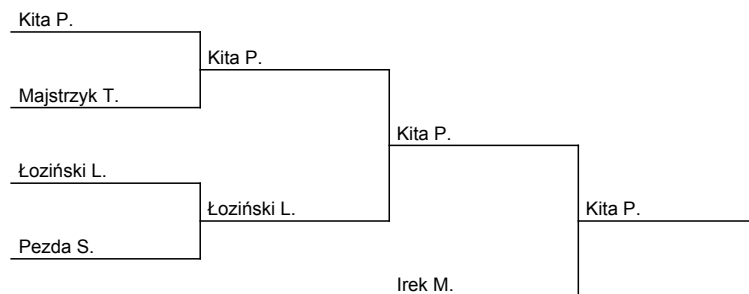 Kita P.
Kita P.
Majstrzyk T.
Kita P.
Łoziński L.
Łoziński L.
Kita P.
Pezda S.
Irek M.